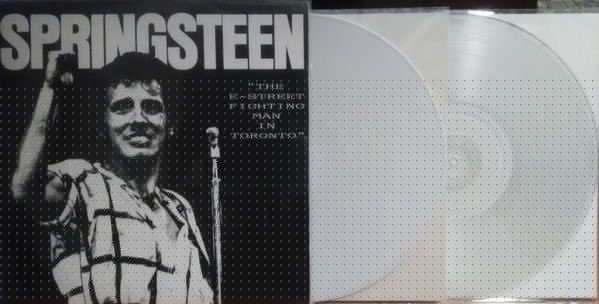 SPRINGSTEEN
"THE
E-STREET
FIGHTING
MAN
IN
TORONTO"